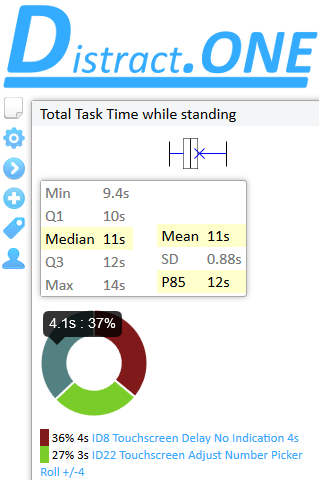 Distract.ONE
Total Task Time while standing
Min 9.4s
Q1 10s
Median 11s Mean 11s
Q3 12s SD 0.88s
Max 14s P85 12s
4.1s : 37%
36% 4s ID8 Touchscreen Delay No Indication 4s
27% 3s ID22 Touchscreen Adjust Number Picker
Roll +/-4